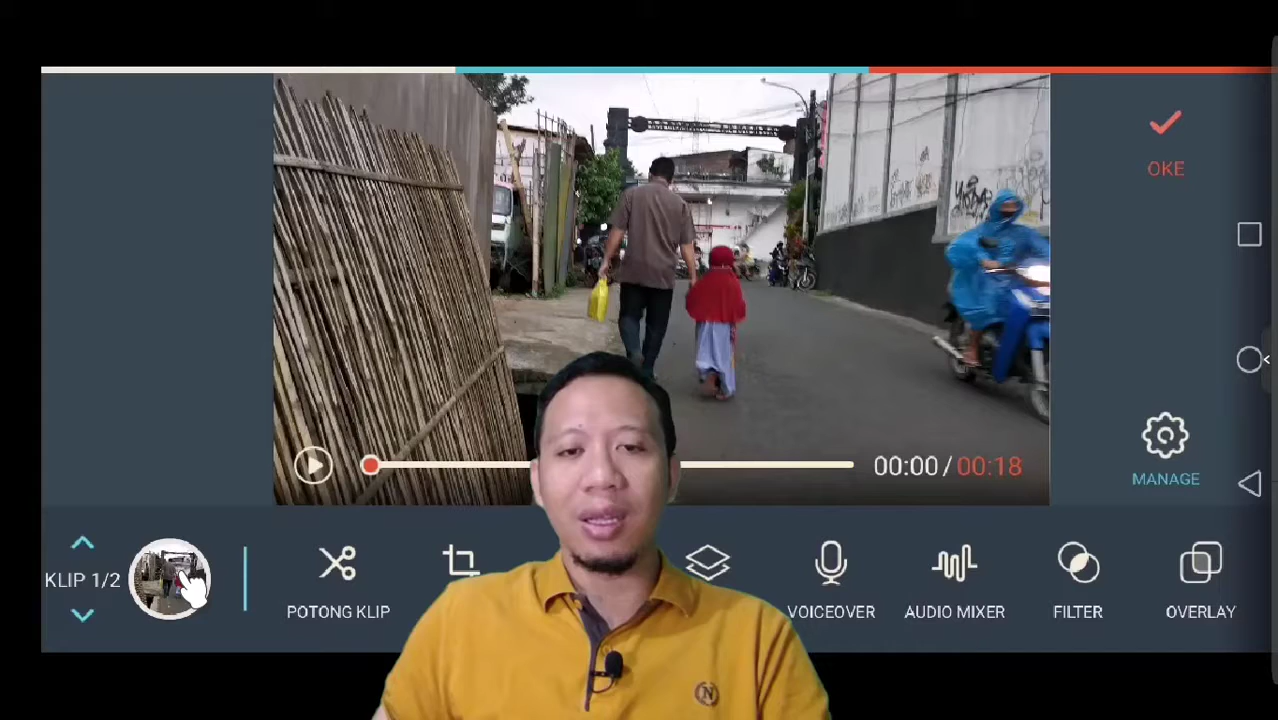 OKE
00:00/00:18
MANAGE
KLIP 1/2
POTONG KLIP
VOICEOVER
AUDIO MIXER
FILTER
OVERLAY
N